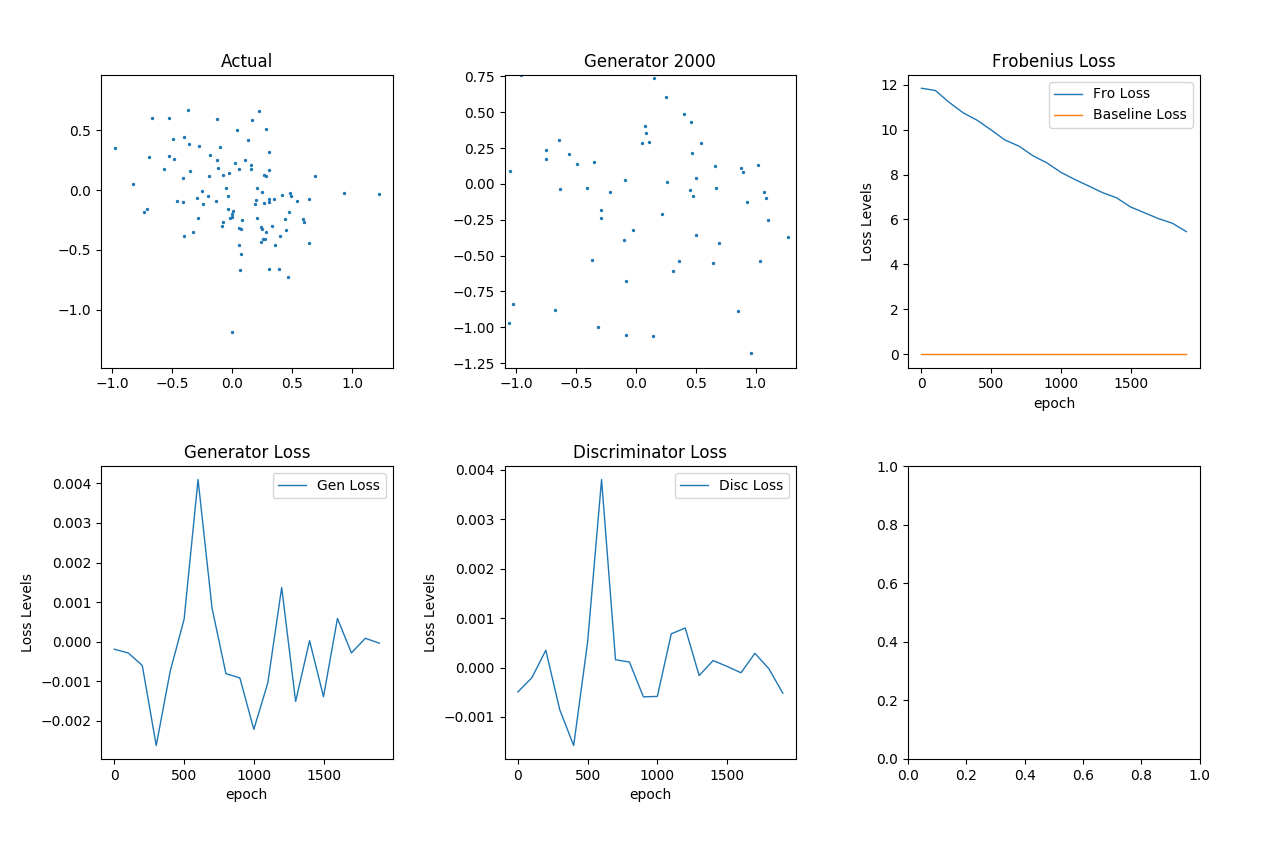 Actual
0.5
0.0
−0.5
−1.0
−1.0 −0.5 0.0 0.5 1.0
Generator 2000
0.75
0.50
0.25
0.00
−0.25
−0.50
−0.75
−1.00
−1.25
−1.0 −0.5 0.0 0.5 1.0
Frobenius Loss
Fro Loss
Baseline Loss
Loss Levels
12
10
8
6
4
2
0
0 500 1000 1500
epoch
Generator Loss
Gen Loss
Loss Levels
0.004
0.003
0.002
0.001
0.000
−0.001
−0.002
0 500 1000 1500
epoch
Discriminator Loss
Disc Loss
Loss Levels
0.004
0.003
0.002
0.001
0.000
−0.001
0 500 1000 1500
epoch
1.0
0.8
0.6
0.4
0.2
0.0
0.0 0.2 0.4 0.6 0.8 1.0